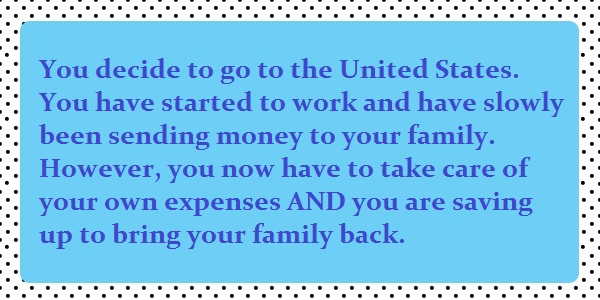 You decide to go to the United States.
You have started to work and have slowly
been sending money to your family.
However, you now have to take care of
your own expenses AND you are saving
up to bring your family back.